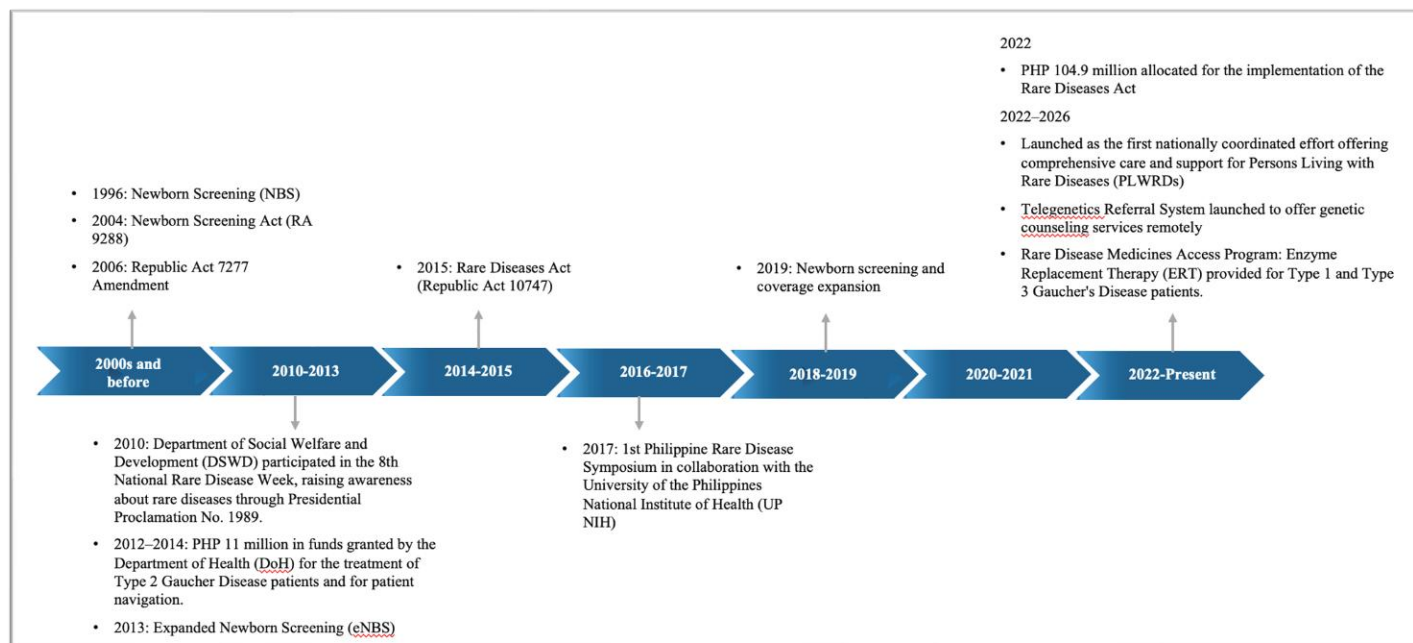 2022
• PHP 104.9 million allocated for the implementation of the
Rare Diseases Act
2022–2026
• Launched as the first nationally coordinated effort offering
comprehensive care and support for Persons Living with
Rare Diseases (PLWRDs)
• Telegenetics Referral System launched to offer genetic
counseling services remotely
• Rare Disease Medicines Access Program: Enzyme
Replacement Therapy (ERT) provided for Type 1 and Type
3 Gaucher's Disease patients.
• 1996: Newborn Screening (NBS)
• 2004: Newborn Screening Act (RA
9288)
• 2006: Republic Act 7277
Amendment
• 2015: Rare Diseases Act
(Republic Act 10747)
• 2019: Newborn screening and
coverage expansion
2000s and
before
2010-2013
2014-2015
2016-2017
2018-2019
2020-2021
2022-Present
• 2010: Department of Social Welfare and
Development (DSWD) participated in the 8th
National Rare Disease Week, raising awareness
about rare diseases through Presidential
Proclamation No. 1989.
• 2012–2014: PHP 11 million in funds granted by the
Department of Health (DoH) for the treatment of
Type 2 Gaucher Disease patients and for patient
navigation.
• 2013: Expanded Newborn Screening (eNBS)
• 2017: 1st Philippine Rare Disease
Symposium in collaboration with the
University of the Philippines
National Institute of Health (UP
NIH)